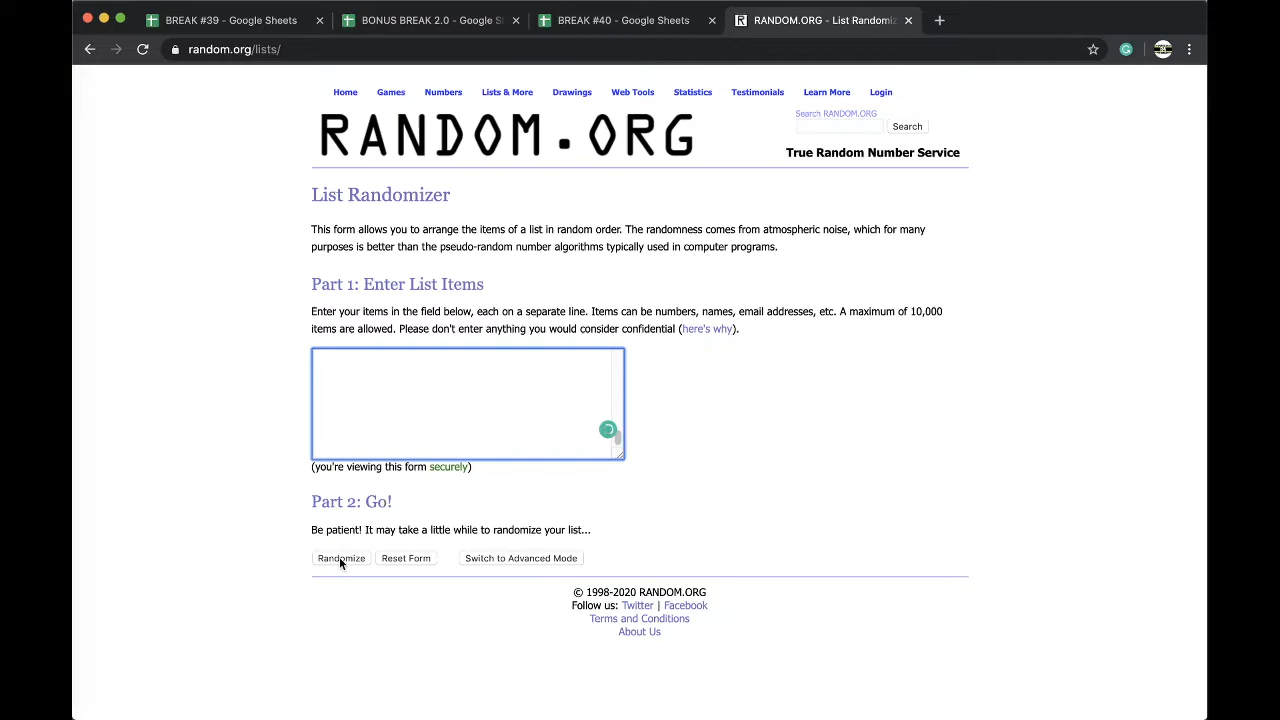 BREAK #39 - Google Sheets
BONUS BREAK 2.0 - Google S
BREAK #40 - Google Sheets
RANDOM.ORG - List Randomiz
random.org/lists/
Home Games Numbers Lists & More Drawings Web Tools Statistics Testimonials Learn More Login
RANDOM.ORG
Search RANDOM.ORG
Search
True Random Number Service
List Randomizer
This form allows you to arrange the items of a list in random order. The randomness comes from atmospheric noise, which for many
purposes is better than the pseudo-random number algorithms typically used in computer programs.
Part 1: Enter List Items
Enter your items in the field below, each on a separate line. Items can be numbers, names, email addresses, etc. A maximum of 10,000
items are allowed. Please don't enter anything you would consider confidential (here's why).
(you're viewing this form securely)
Part 2: Go!
Be patient! It may take a little while to randomize your list...
Randomize Reset Form Switch to Advanced Mode
© 1998-2020 RANDOM.ORG
Follow us: Twitter | Facebook
Terms and Conditions
About Us